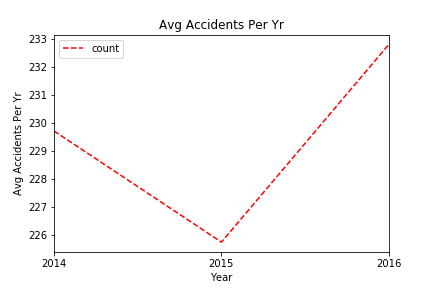 Avg Accidents Per Yr
count
Avg Accidents Per Yr
233
232
231
230
229
228
227
226
2014 2015 2016
Year